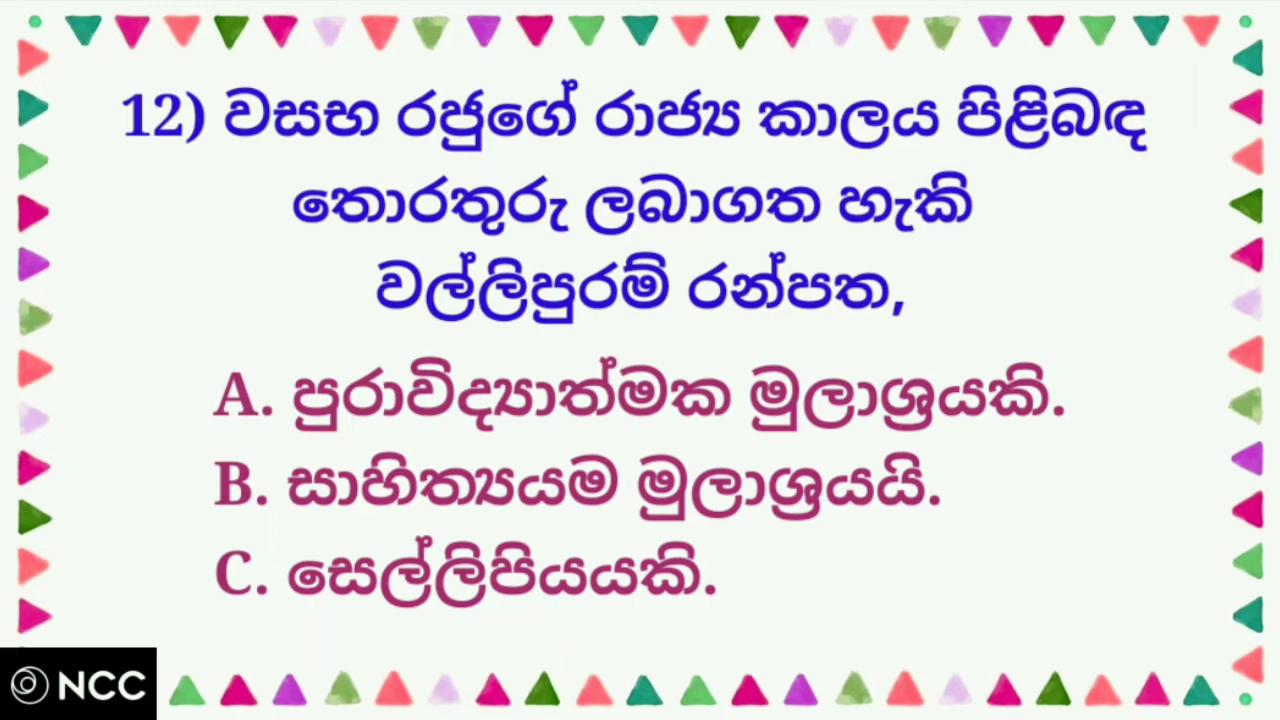 12) වසභ රජුගේ රාජ්‍ය කාලය පිළිබඳ
තොරතුරු ලබාගත හැකි
වල්ලිපුරම් රන්පත,
A. පුරාවිද්‍යාත්මක මුලාශ්‍රයකි.
B. සාහිත්‍යයම මුලාශ්‍රයයි.
C. සෙල්ලිපියයකි.
NCC